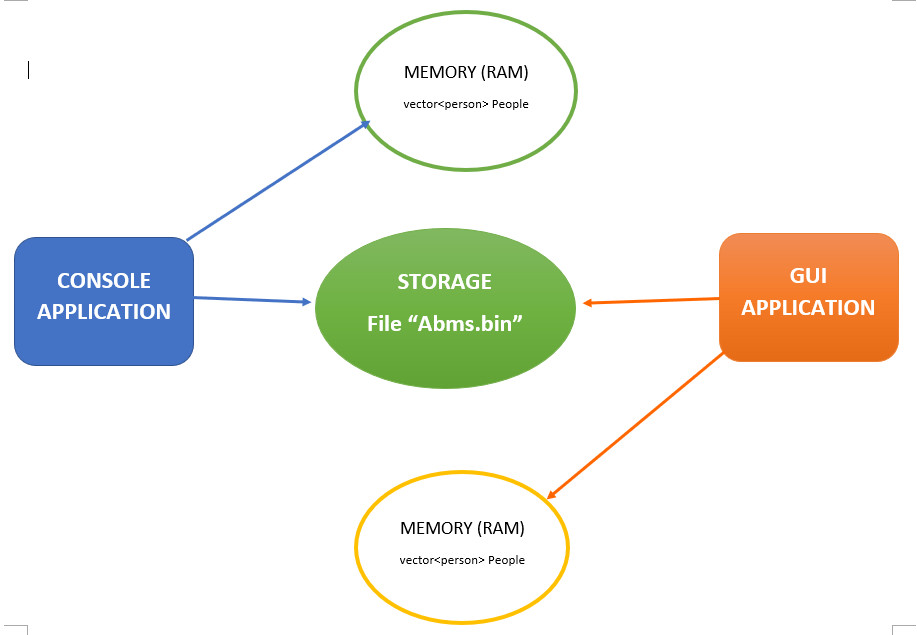 MEMORY (RAM)
vector<person> People
CONSOLE
APPLICATION
STORAGE
File “Abms.bin”
GUI
APPLICATION
MEMORY (RAM)
vector<person> People